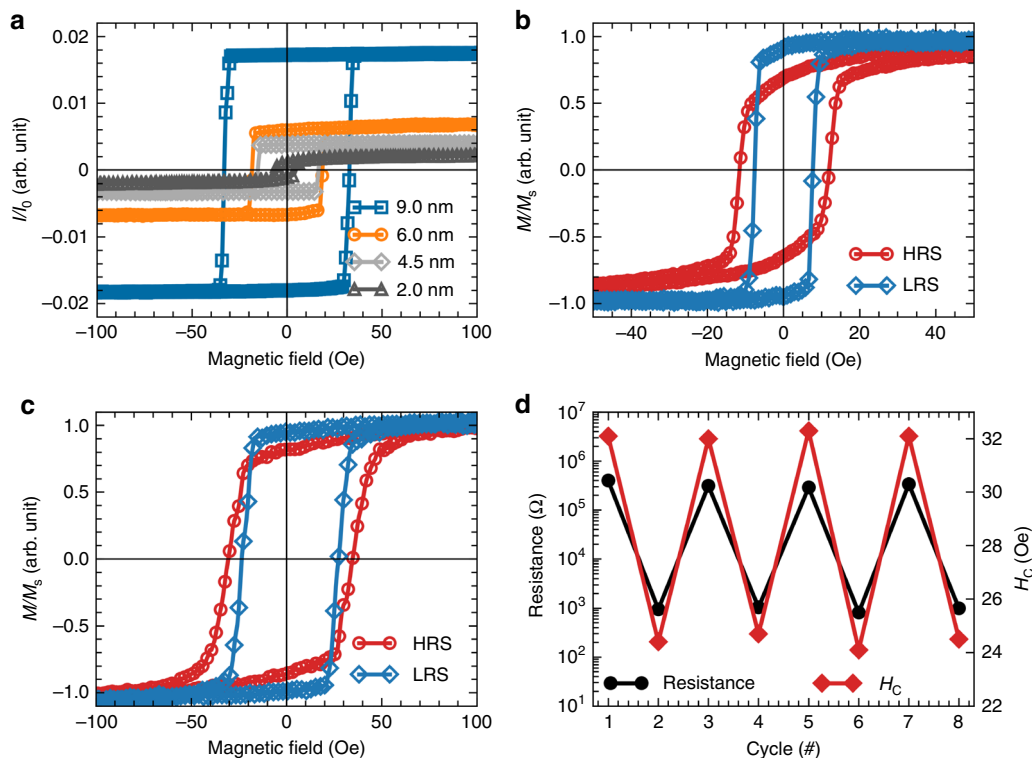 a
0.02
0.01
0
−0.01
−0.02
I/I0 (arb. unit)
−100
−50
0
50
100
Magnetic field (Oe)
9.0 nm
6.0 nm
4.5 nm
2.0 nm
b
1.0
0.5
0.0
−0.5
−1.0
M/Ms (arb. unit)
−40
−20
0
20
40
Magnetic field (Oe)
HRS
LRS
c
1.0
0.5
0.0
−0.5
−1.0
M/Ms (arb. unit)
−100
−50
0
50
100
Magnetic field (Oe)
HRS
LRS
d
10^7
10^6
10^5
10^4
10^3
10^2
10^1
Resistance (Ω)
32
30
28
26
24
22
HC (Oe)
1 2 3 4 5 6 7 8
Cycle (#)
Resistance
HC